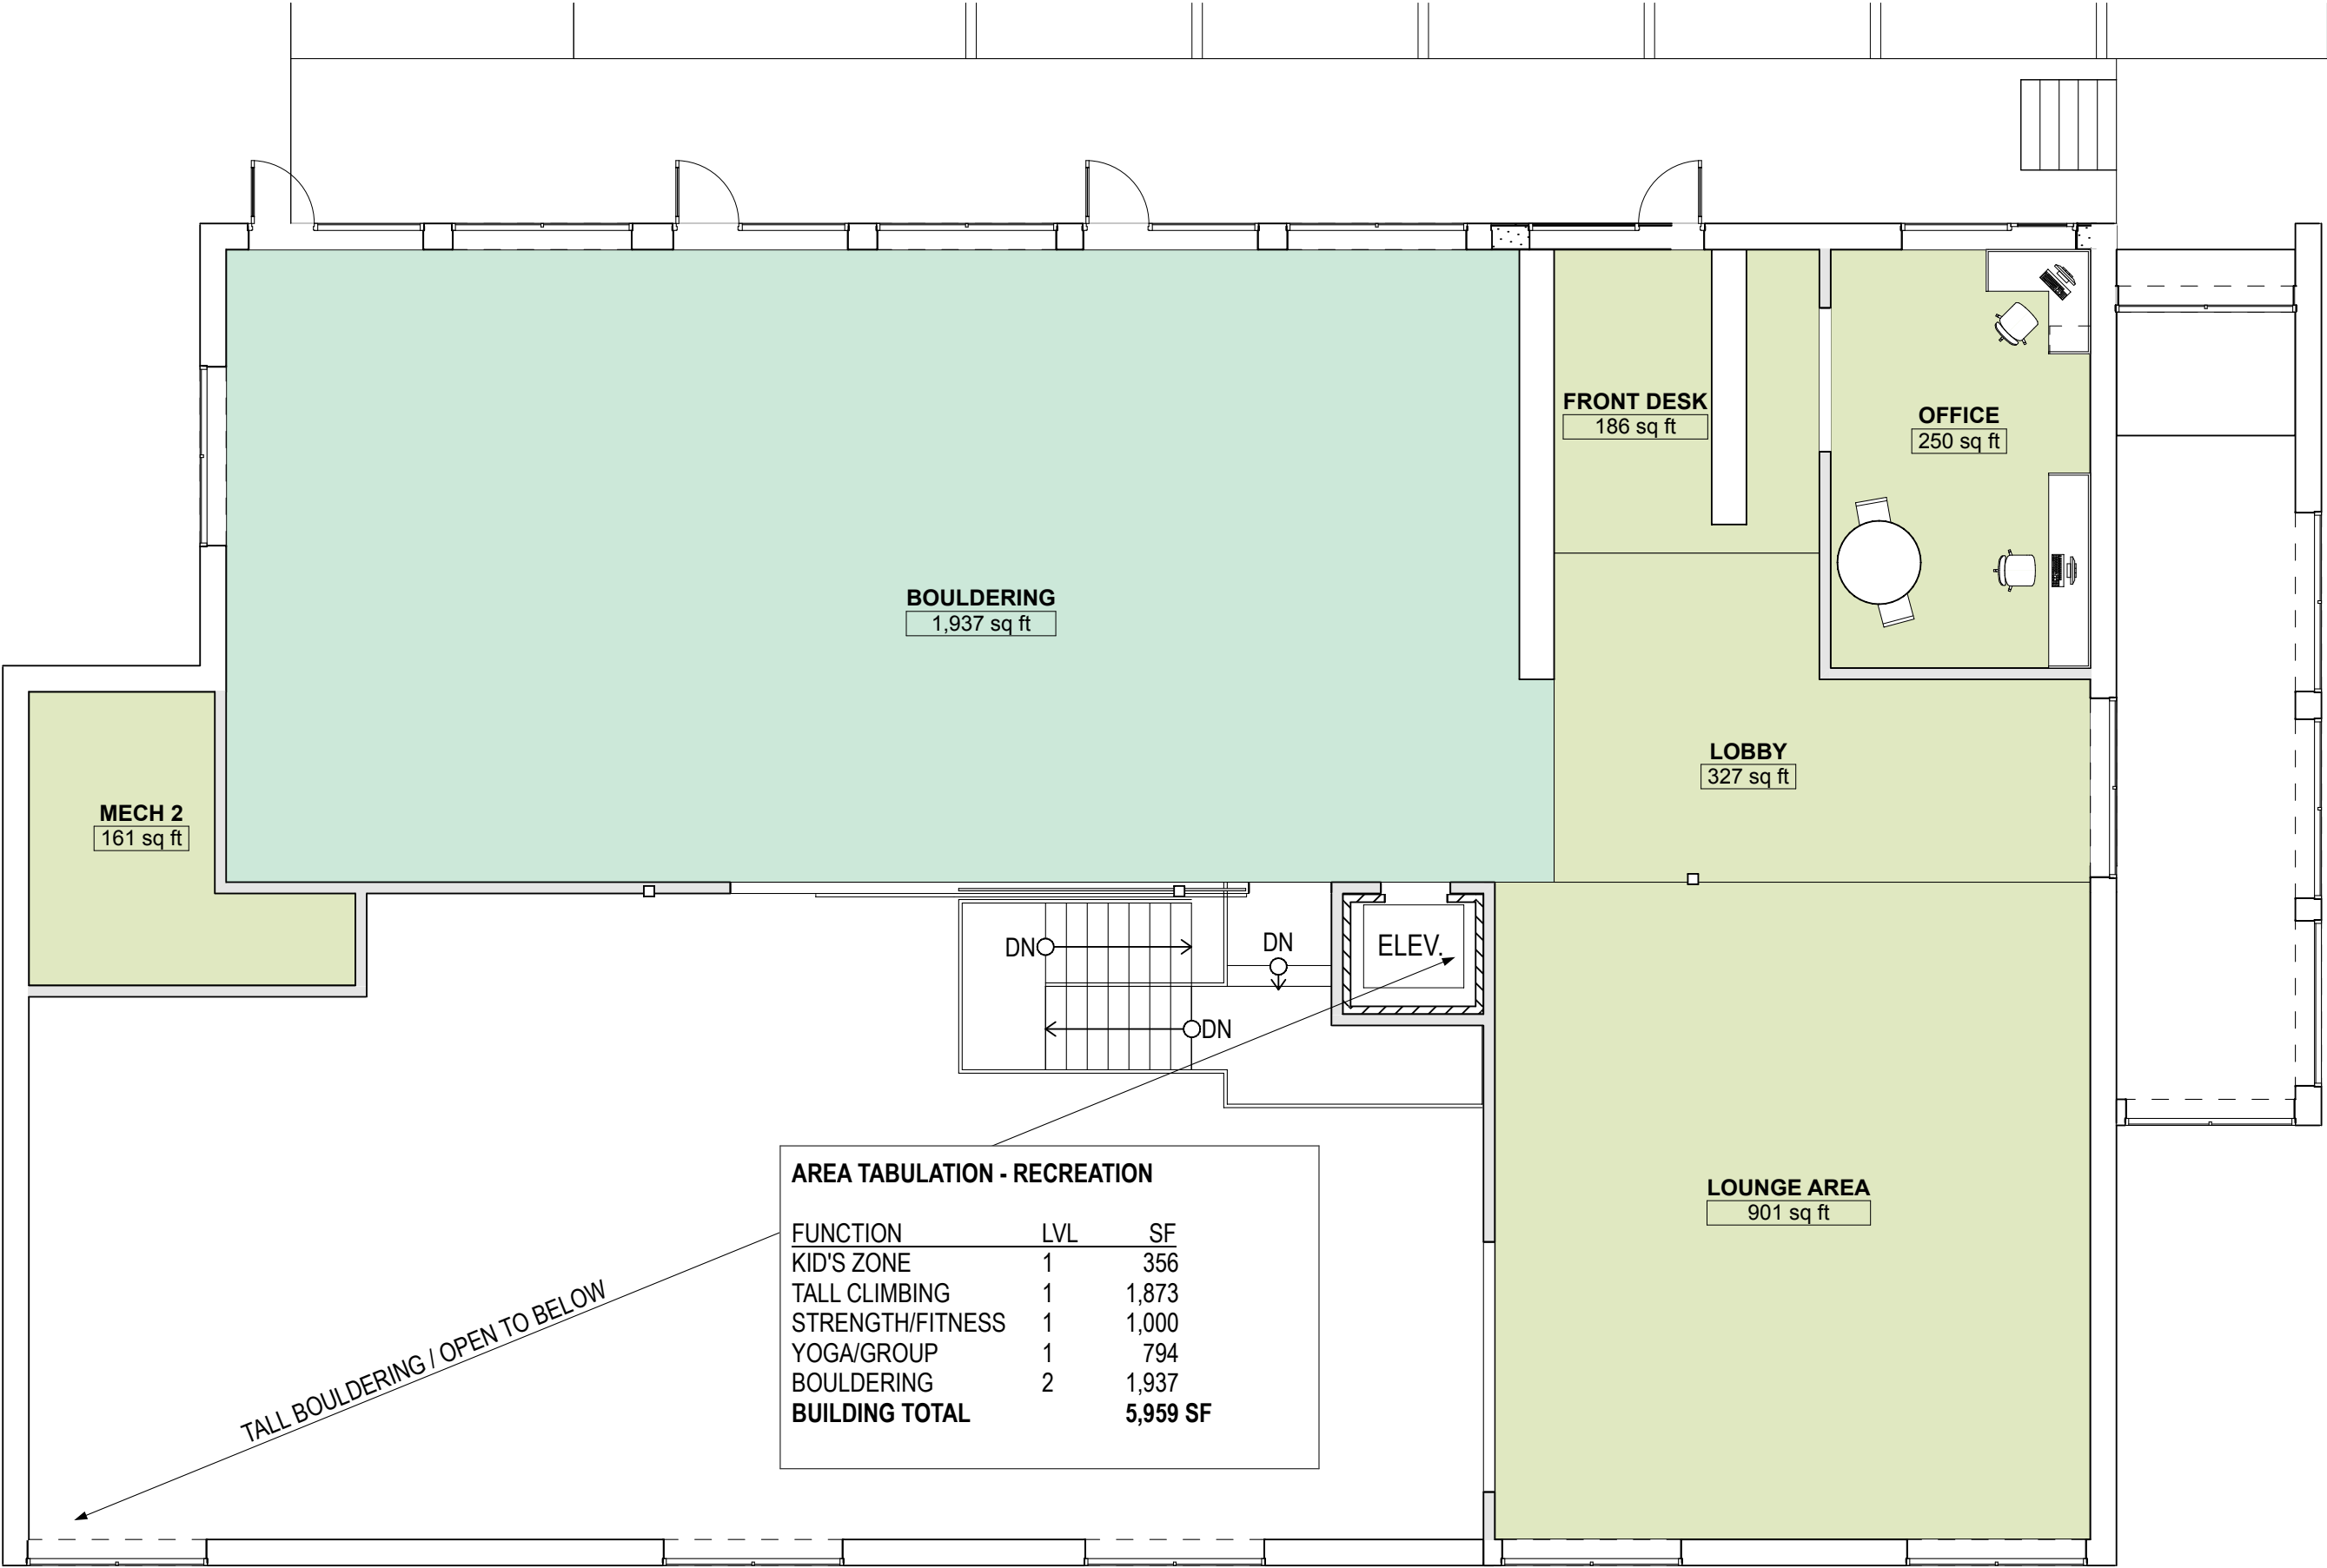 FRONT DESK
186 sq ft
OFFICE
250 sq ft
BOULDERING
1,937 sq ft
LOBBY
327 sq ft
MECH 2
161 sq ft
DN
DN
ELEV.
DN
LOUNGE AREA
901 sq ft
TALL BOULDERING / OPEN TO BELOW
AREA TABULATION - RECREATION
FUNCTION LVL SF
KID'S ZONE 1 356
TALL CLIMBING 1 1,873
STRENGTH/FITNESS 1 1,000
YOGA/GROUP 1 794
BOULDERING 2 1,937
BUILDING TOTAL 5,959 SF